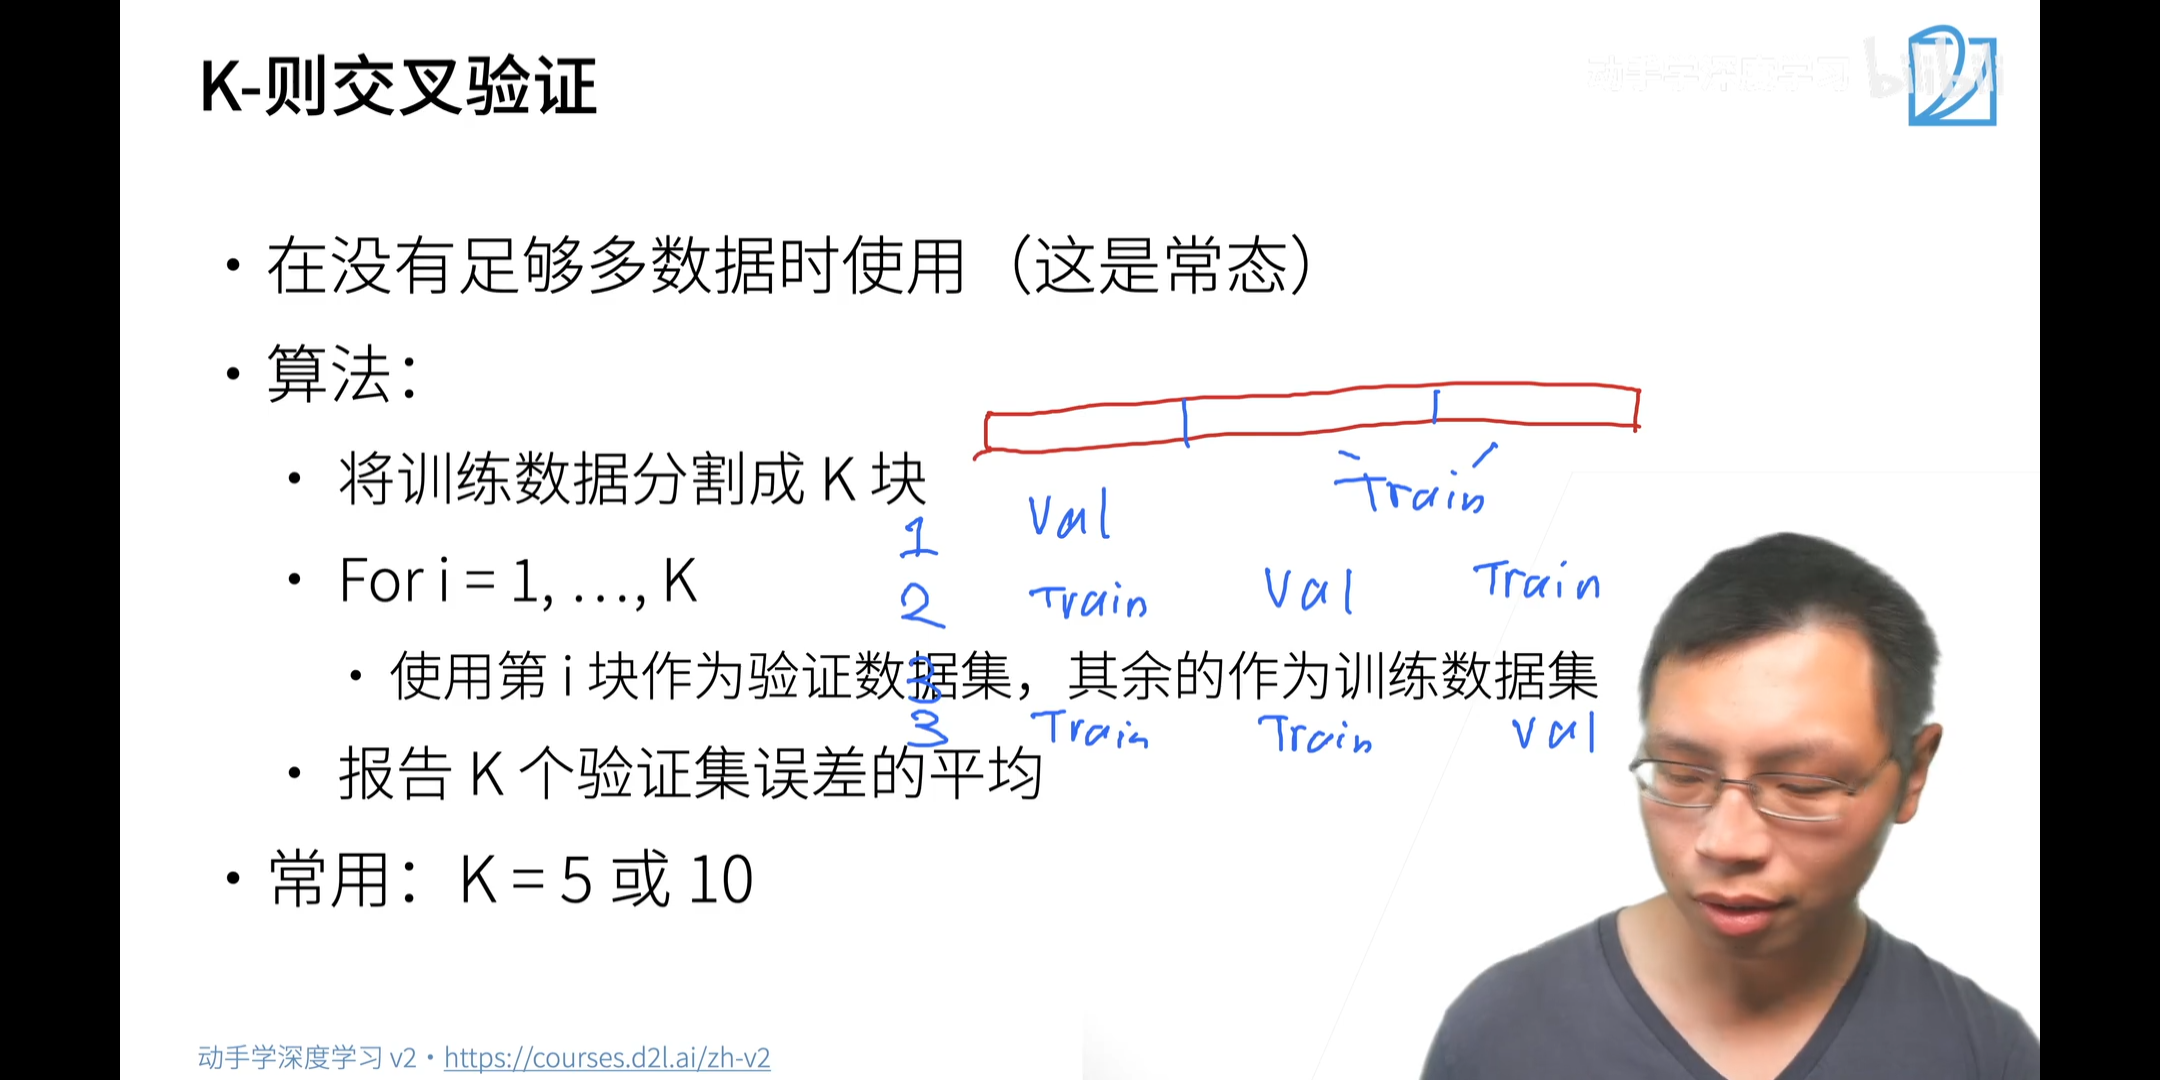 K-则交叉验证
动手学深度学习 bilibili
• 在没有足够多数据时使用（这是常态）
• 算法：
• 将训练数据分割成 K 块
Val Train
1
• For i = 1, …, K
2 Train Val Train
• 使用第 i 块作为验证数据集，其余的作为训练数据集
3
3 Train Train Val
• 报告 K 个验证集误差的平均
• 常用：K = 5 或 10
动手学深度学习 v2 • https://courses.d2l.ai/zh-v2